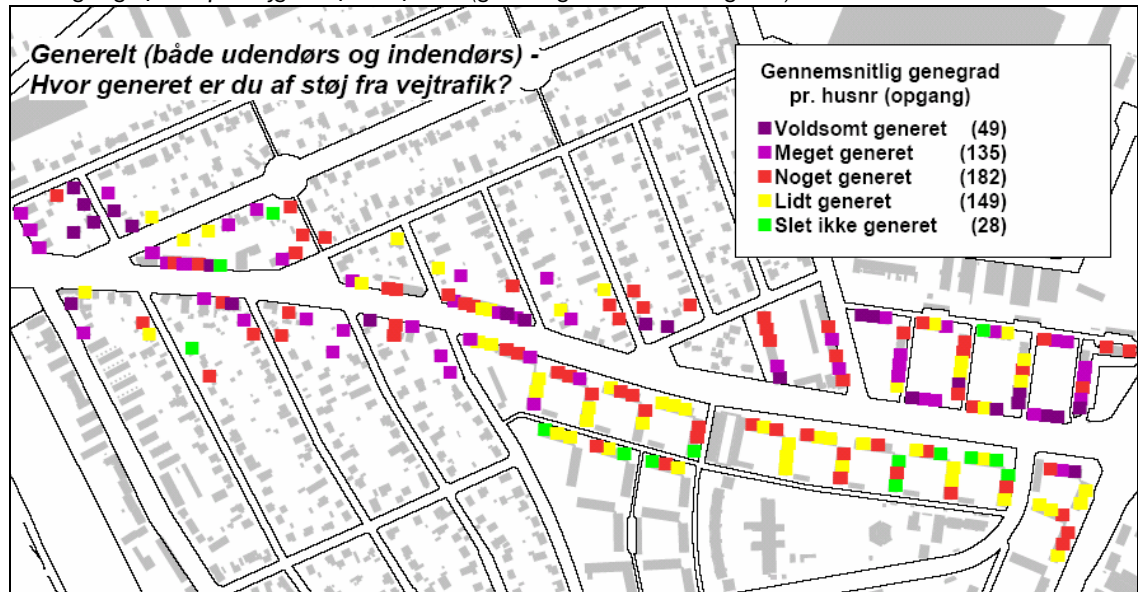 Generelt (både udendørs og indendørs) -
Hvor generet er du af støj fra vejtrafik?
Gennemsnitlig genegrad
pr. husnr (opgang)
Voldsomt generet (49)
Meget generet (135)
Noget generet (182)
Lidt generet (149)
Slet ikke generet (28)